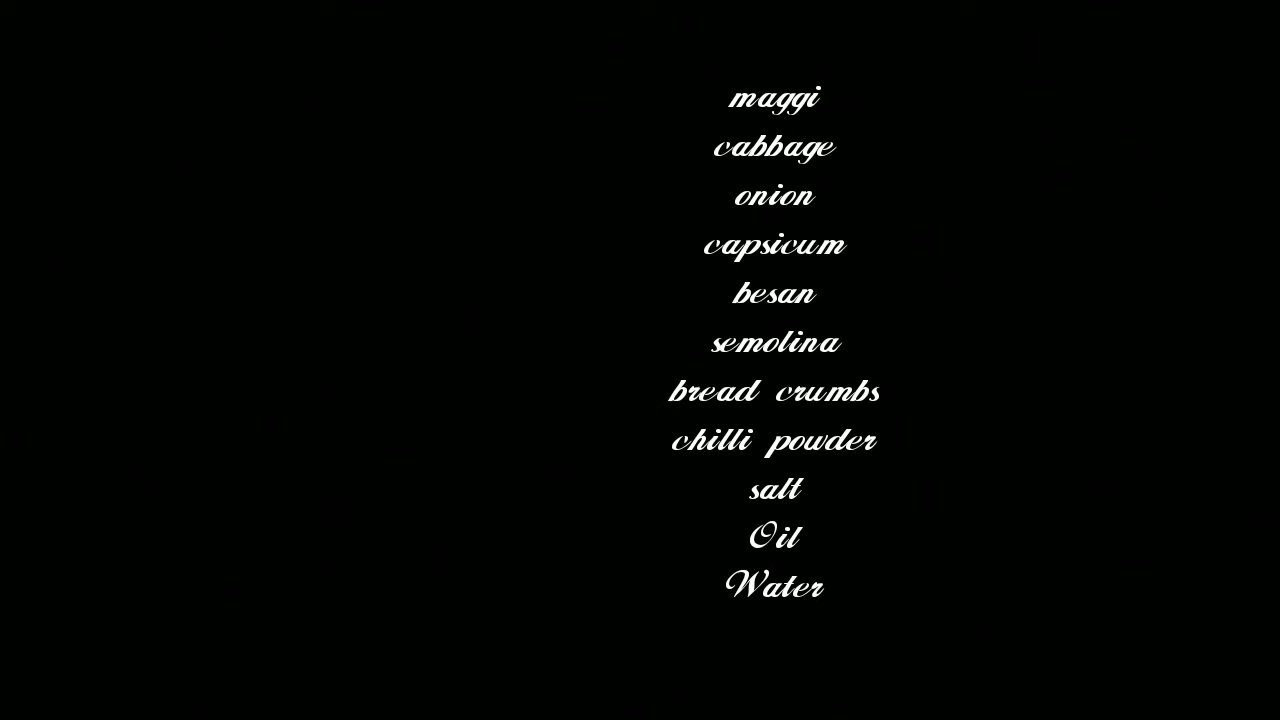 maggi
cabbage
onion
capsicum
besan
semolina
bread crumbs
chilli powder
salt
Oil
Water